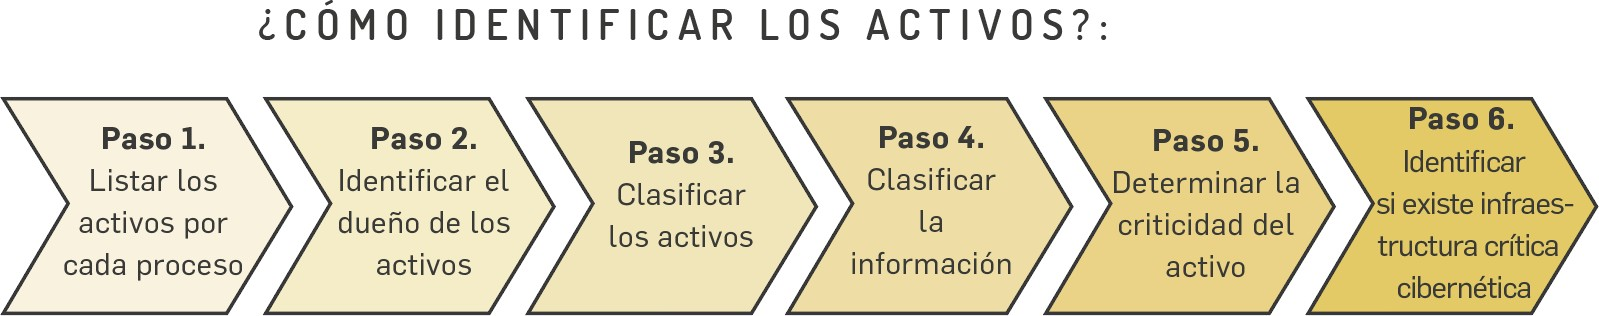 ¿CÓMO IDENTIFICAR LOS ACTIVOS?:
Paso 1.
Listar los
activos por
cada proceso
Paso 2.
Identificar el
dueño de los
activos
Paso 3.
Clasificar
los activos
Paso 4.
Clasificar
la
información
Paso 5.
Determinar la
criticidad del
activo
Paso 6.
Identificar
si existe infraes-
tructura crítica
cibernética